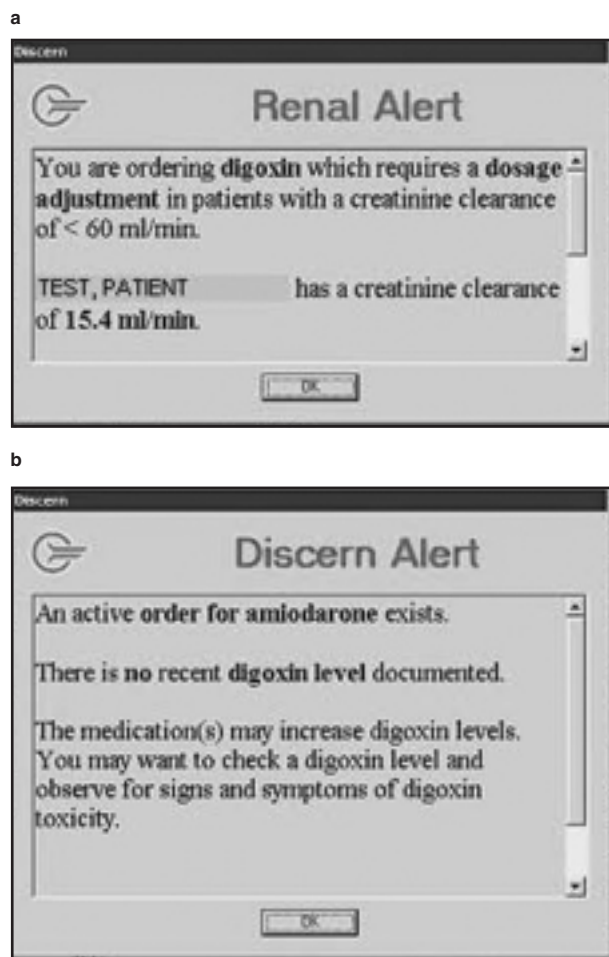 a
Discern
Renal Alert
You are ordering digoxin which requires a dosage
adjustment in patients with a creatinine clearance
of < 60 ml/min.
TEST, PATIENT has a creatinine clearance
of 15.4 ml/min.
OK
b
Discern
Discern Alert
An active order for amiodarone exists.
There is no recent digoxin level documented.
The medication(s) may increase digoxin levels.
You may want to check a digoxin level and
observe for signs and symptoms of digoxin
toxicity.
OK